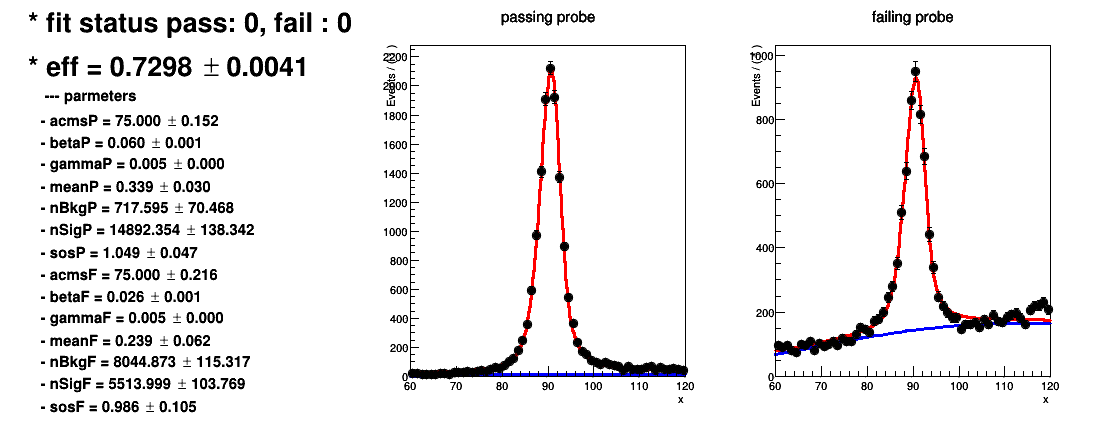 * fit status pass: 0, fail : 0
* eff = 0.7298 ± 0.0041
--- parmeters
- acmsP = 75.000 ± 0.152
- betaP = 0.060 ± 0.001
- gammaP = 0.005 ± 0.000
- meanP = 0.339 ± 0.030
- nBkgP = 717.595 ± 70.468
- nSigP = 14892.354 ± 138.342
- sosP = 1.049 ± 0.047
- acmsF = 75.000 ± 0.216
- betaF = 0.026 ± 0.001
- gammaF = 0.005 ± 0.000
- meanF = 0.239 ± 0.062
- nBkgF = 8044.873 ± 115.317
- nSigF = 5513.999 ± 103.769
- sosF = 0.986 ± 0.105
passing probe
Events / (
2200
1800
1600
1400
1200
1000
800
600
400
200
0
60 70 80 90 100 110 120
x
failing probe
Events / (
1000
800
600
400
200
0
60 70 80 90 100 110 120
x